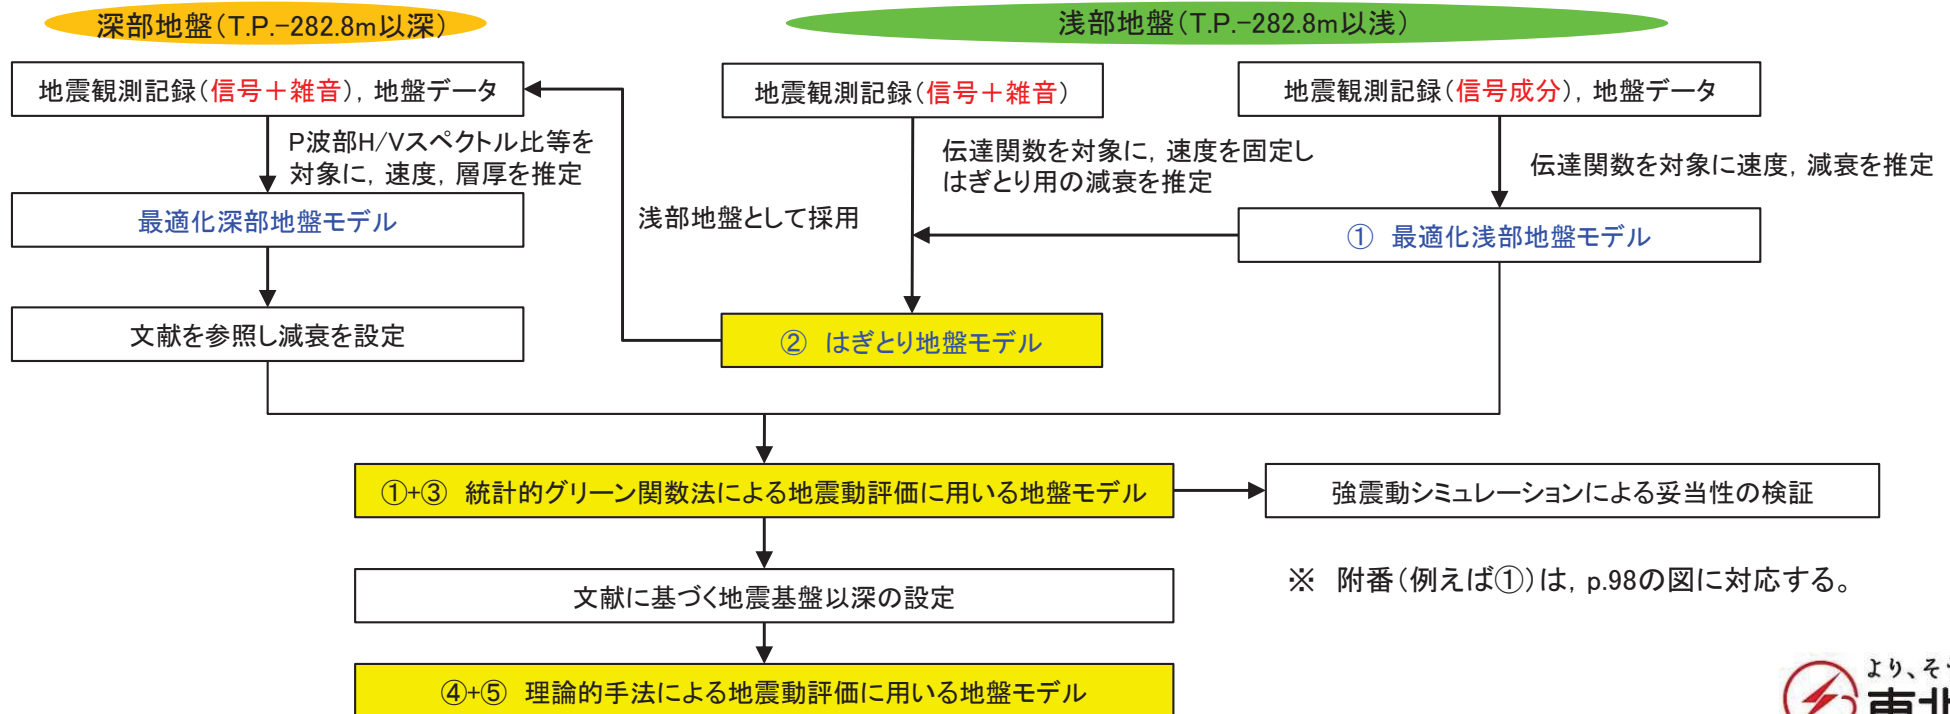 深部地盤(T.P.-282.8m以深)
浅部地盤(T.P.-282.8m以浅)
地震観測記録(信号+雑音),地盤データ
地震観測記録(信号+雑音)
地震観測記録(信号成分),地盤データ
P波部H/Vスペクトル比等を
対象に,速度,層厚を推定
伝達関数を対象に,速度を固定し
はぎとり用の減衰を推定
伝達関数を対象に速度,減衰を推定
最適化深部地盤モデル
浅部地盤として採用
① 最適化浅部地盤モデル
文献を参照し減衰を設定
② はぎとり地盤モデル
①+③ 統計的グリーン関数法による地震動評価に用いる地盤モデル
強震動シミュレーションによる妥当性の検証
文献に基づく地震基盤以深の設定
※ 附番(例えば①)は,p.98の図に対応する。
④+⑤ 理論的手法による地震動評価に用いる地盤モデル
より、そ
東北